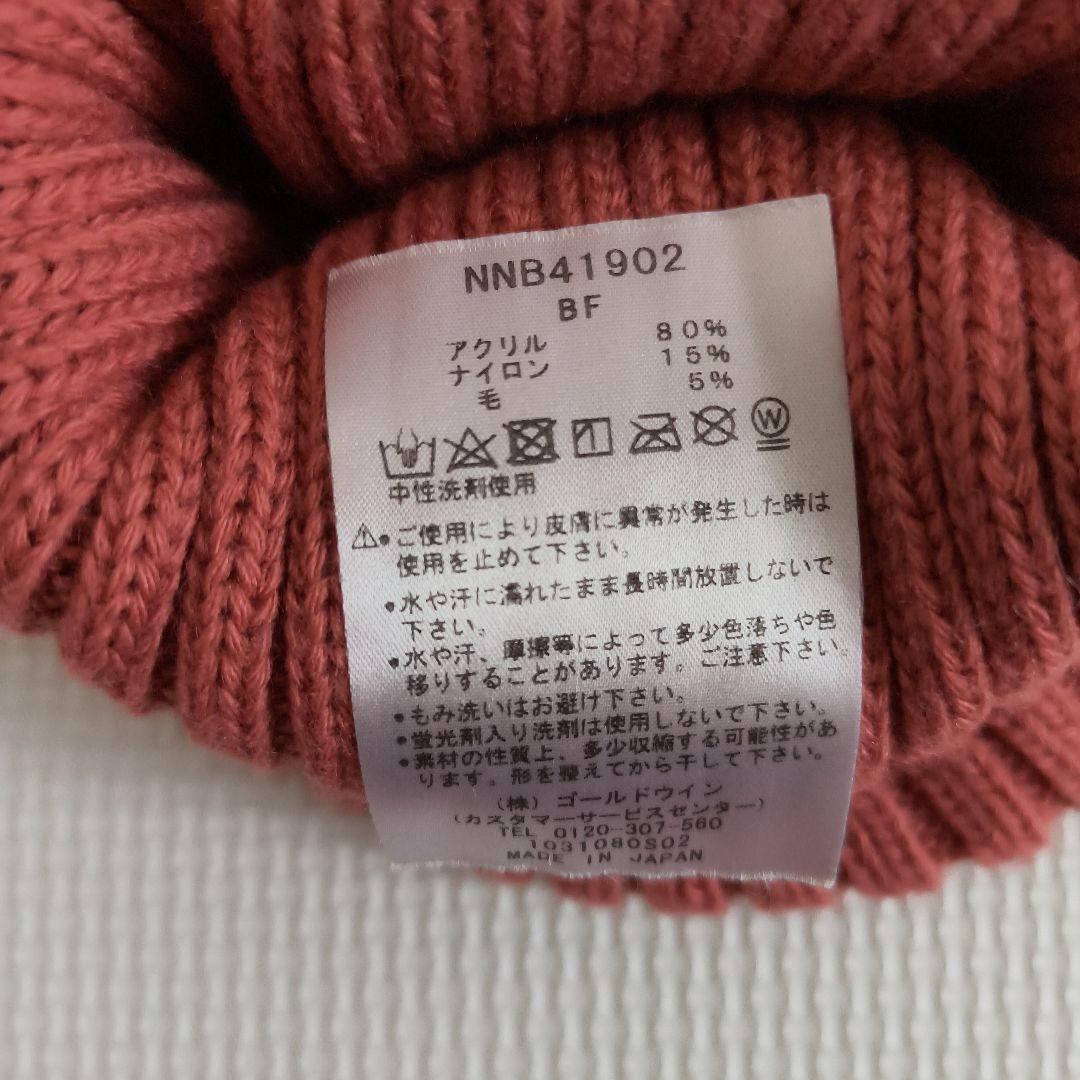 NNB41902
BF
アクリル 80%
ナイロン 15%
毛 5%
W
中性洗剤使用
⚠•ご使用により皮膚に異常が発生した時は
使用を止めて下さい。
•水や汗に濡れたまま長時間放置しないで
下さい。
•水や汗、摩擦等によって多少色落ちや色
移りすることがあります。ご注意下さい。
•もみ洗いはお避け下さい。
•蛍光剤入り洗剤は使用しないで下さい。
•素材の性質上、多少収縮する可能性があ
ります。形を整えてから干して下さい。
(株) ゴールドウイン
(カスタマーサービスセンター)
TEL 0120-307-560
1031080S02
MADE IN JAPAN